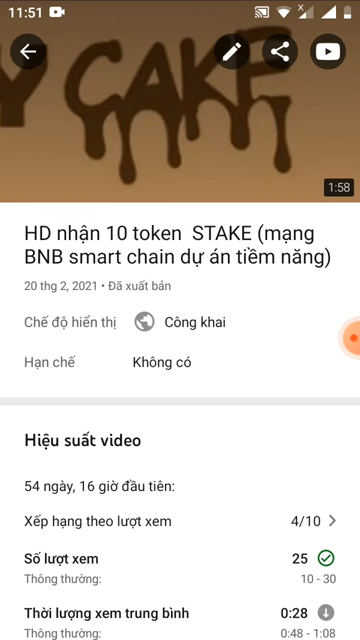 11:51
Y CAKE
1:58
HD nhận 10 token STAKE (mạng
BNB smart chain dự án tiềm năng)
20 thg 2, 2021 • Đã xuất bản
Chế độ hiển thị Công khai
Hạn chế Không có
Hiệu suất video
54 ngày, 16 giờ đầu tiên:
Xếp hạng theo lượt xem 4/10
Số lượt xem 25
Thông thường: 10 - 30
Thời lượng xem trung bình 0:28
Thông thường: 0:48 - 1:08